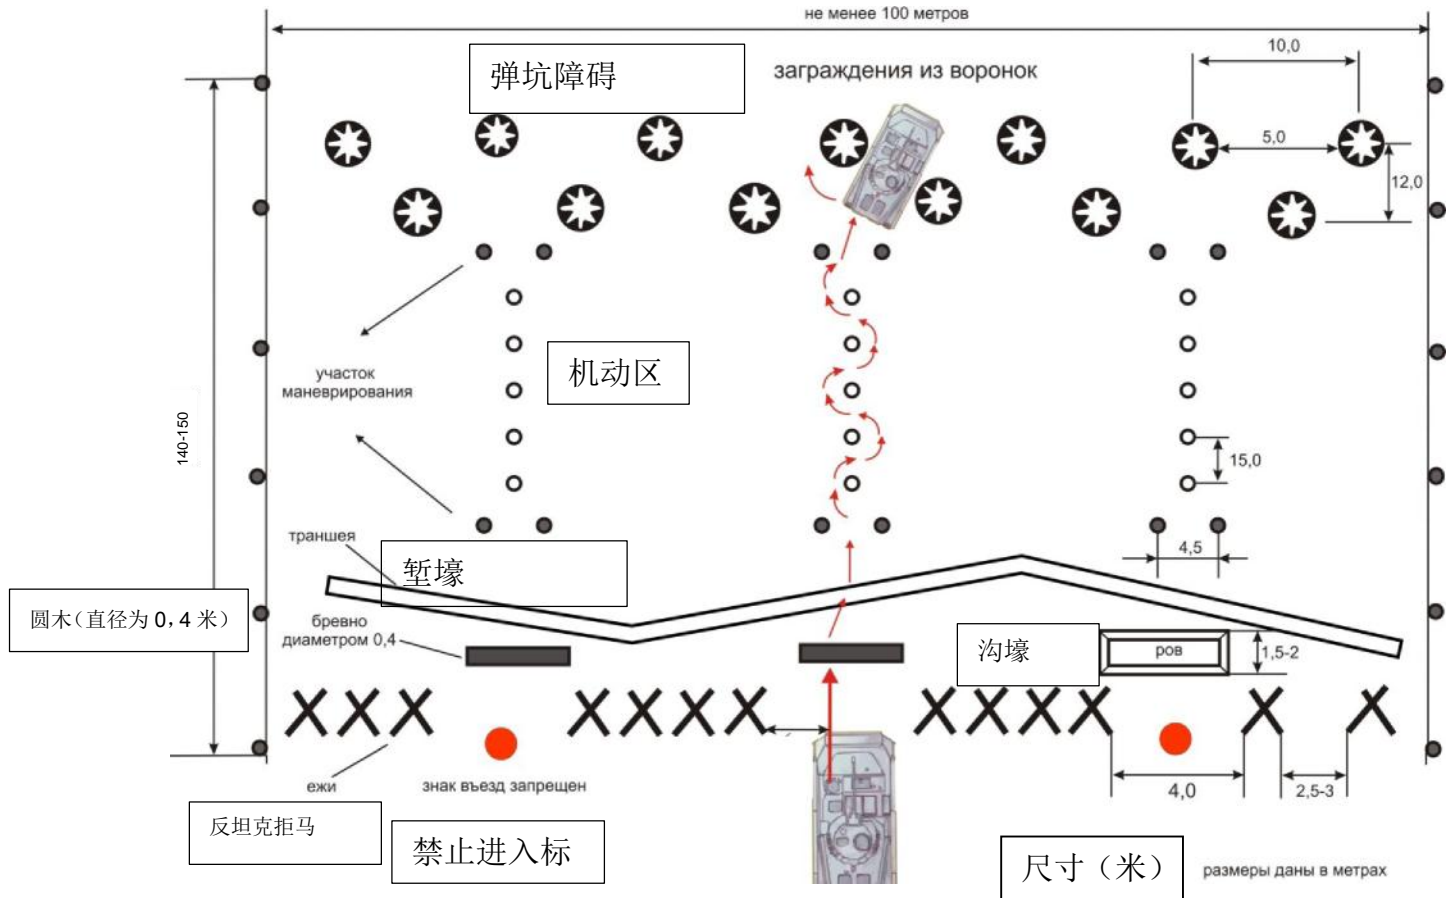 не менее 100 метров
弹坑障碍
заграждения из воронок
10,0
5,0
12,0
участок
маневрирования
机动区
140-150
15,0
траншея
堑壕
4,5
圆木（直径为 0，4 米）
бревно
диаметром 0,4
沟壕
ров
1,5-2
ежи
знак въезд запрещен
4,0
2,5-3
反坦克拒马
禁止进入标
尺寸（米）
размеры даны в метрах